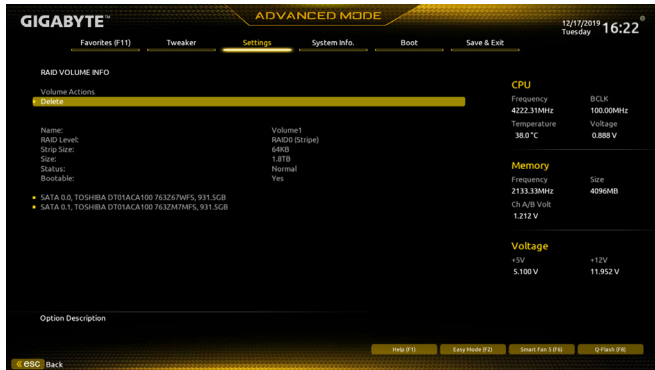 GIGABYTE™
ADVANCED MODE
12/17/2019 Tuesday 16:22
Favorites (F11) Tweaker Settings System Info. Boot Save & Exit
RAID VOLUME INFO
Volume Actions
Delete
Name: Volume1
RAID Level: RAID0 (Stripe)
Strip Size: 64KB
Size: 1.8TB
Status: Normal
Bootable: Yes
SATA 0.0, TOSHIBA DT01ACA100 763Z67WFS, 931.5GB
SATA 0.1, TOSHIBA DT01ACA100 763ZM7MFS, 931.5GB
CPU
Frequency BCLK
4222.31MHz 100.00MHz
Temperature Voltage
38.0 °C 0.888 V
Memory
Frequency Size
2133.33MHz 4096MB
Ch A/B Volt
1.212 V
Voltage
+5V +12V
5.100 V 11.952 V
Option Description
Help (F1) Easy Mode (F2) Smart Fan 5 (F6) Q-Flash (F8)
esc Back